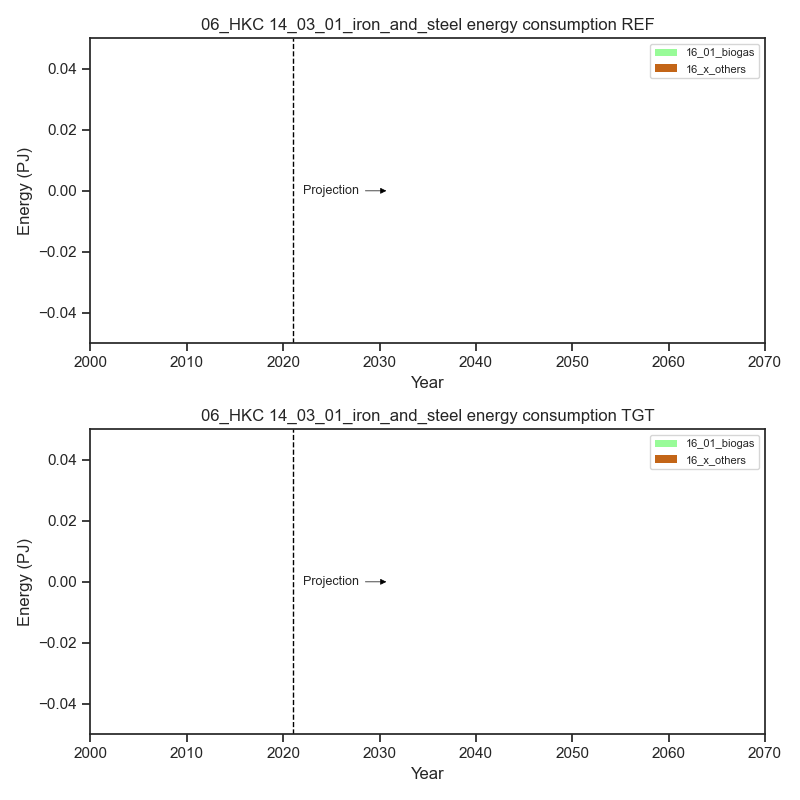 06_HKC 14_03_01_iron_and_steel energy consumption REF
0.04
0.02
0.00
−0.02
−0.04
Energy (PJ)
16_01_biogas
16_x_others
Projection
2000 2010 2020 2030 2040 2050 2060 2070
Year
06_HKC 14_03_01_iron_and_steel energy consumption TGT
0.04
0.02
0.00
−0.02
−0.04
Energy (PJ)
16_01_biogas
16_x_others
Projection
2000 2010 2020 2030 2040 2050 2060 2070
Year